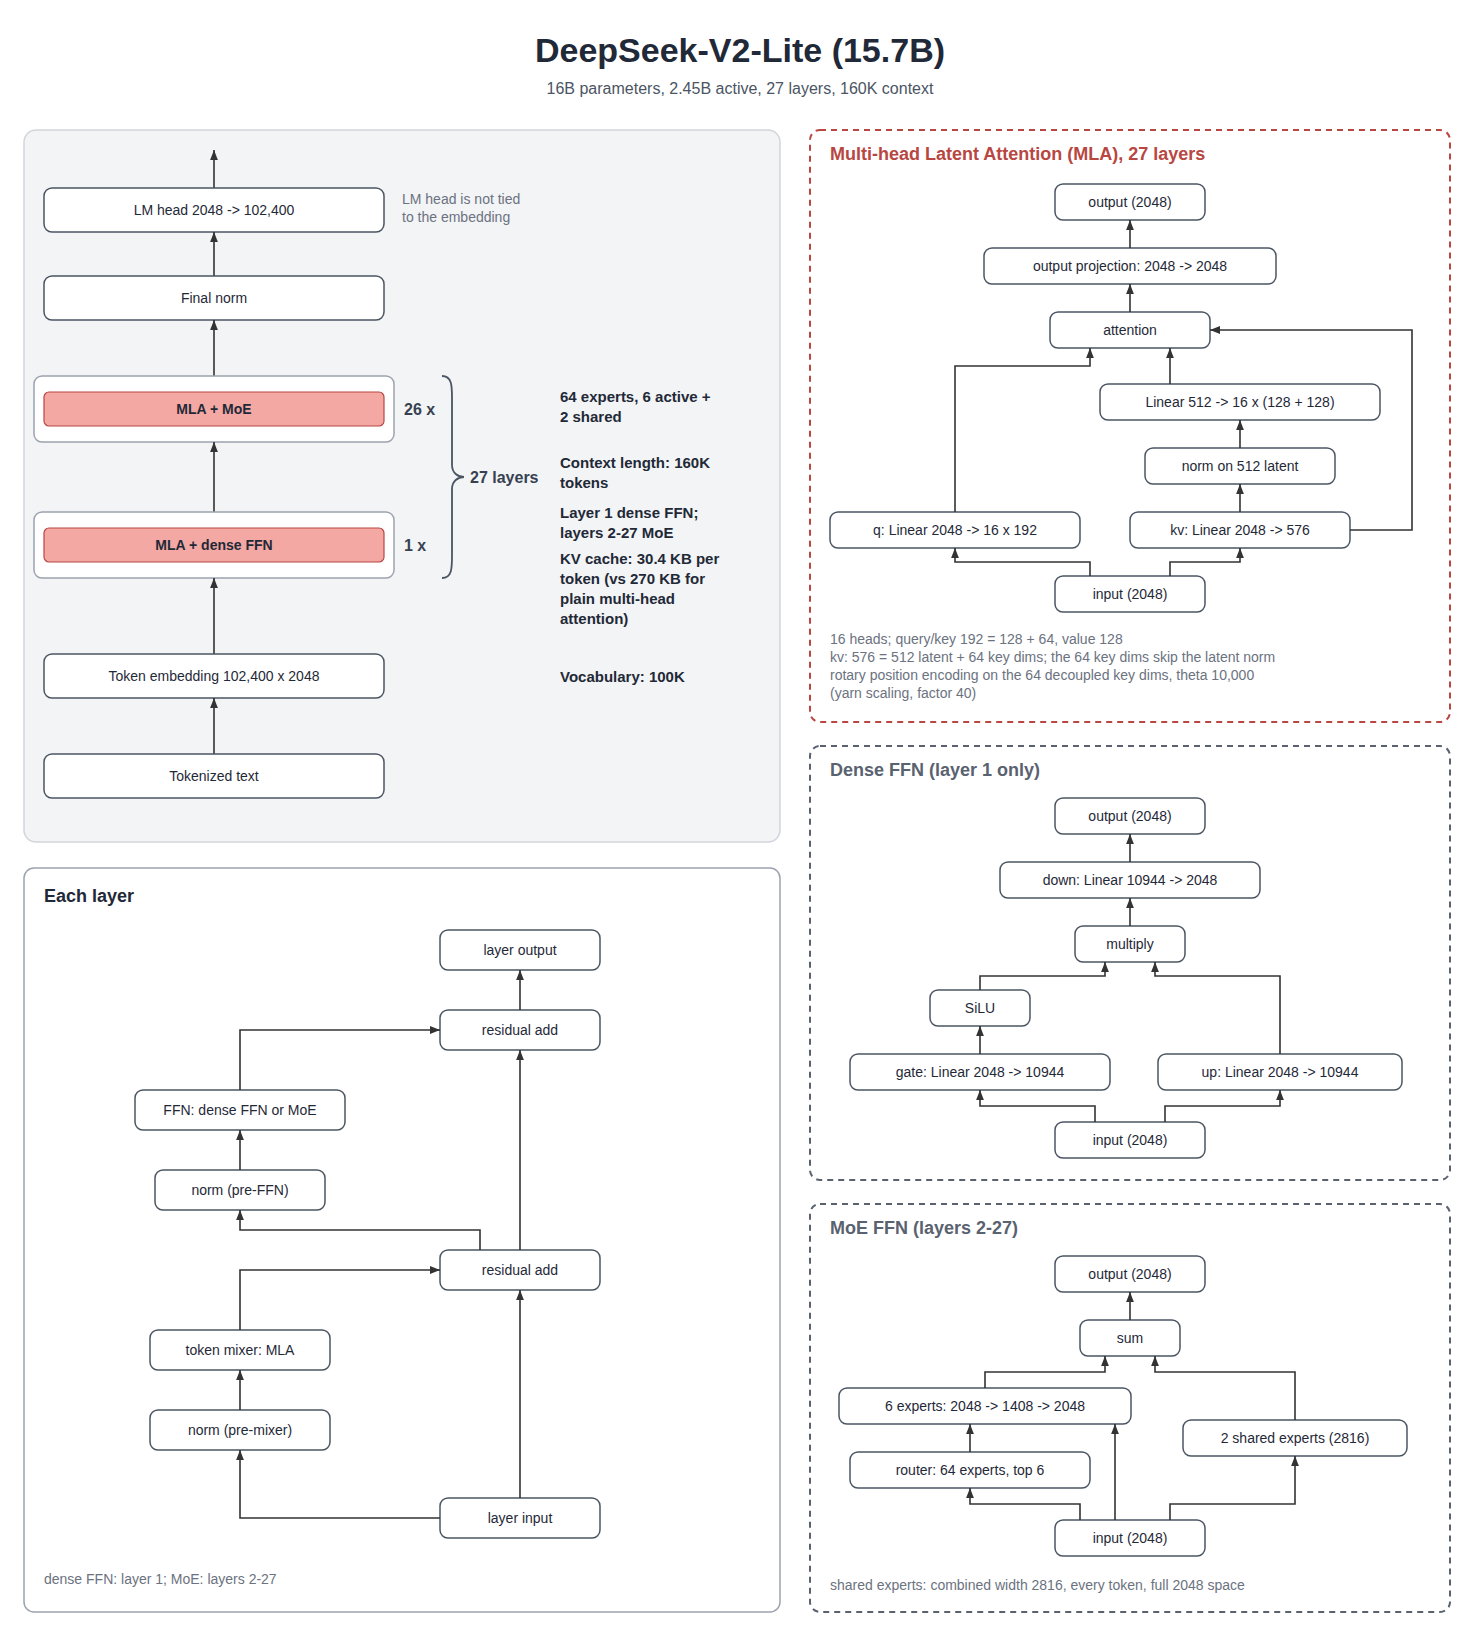 DeepSeek-V2-Lite (15.7B)
16B parameters, 2.45B active, 27 layers, 160K context
LM head 2048 -> 102,400
LM head is not tied
to the embedding
Final norm
MLA + MoE
26 x
MLA + dense FFN
1 x
27 layers
64 experts, 6 active +
2 shared
Context length: 160K
tokens
Layer 1 dense FFN;
layers 2-27 MoE
KV cache: 30.4 KB per
token (vs 270 KB for
plain multi-head
attention)
Token embedding 102,400 x 2048
Vocabulary: 100K
Tokenized text
Each layer
layer output
residual add
FFN: dense FFN or MoE
norm (pre-FFN)
residual add
token mixer: MLA
norm (pre-mixer)
layer input
dense FFN: layer 1; MoE: layers 2-27
Multi-head Latent Attention (MLA), 27 layers
output (2048)
output projection: 2048 -> 2048
attention
Linear 512 -> 16 x (128 + 128)
norm on 512 latent
q: Linear 2048 -> 16 x 192
kv: Linear 2048 -> 576
input (2048)
16 heads; query/key 192 = 128 + 64, value 128
kv: 576 = 512 latent + 64 key dims; the 64 key dims skip the latent norm
rotary position encoding on the 64 decoupled key dims, theta 10,000
(yarn scaling, factor 40)
Dense FFN (layer 1 only)
output (2048)
down: Linear 10944 -> 2048
multiply
SiLU
gate: Linear 2048 -> 10944
up: Linear 2048 -> 10944
input (2048)
MoE FFN (layers 2-27)
output (2048)
sum
6 experts: 2048 -> 1408 -> 2048
2 shared experts (2816)
router: 64 experts, top 6
input (2048)
shared experts: combined width 2816, every token, full 2048 space